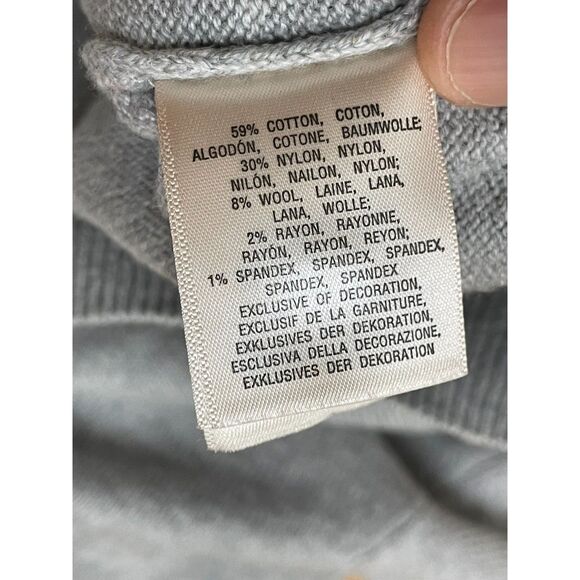 59% COTTON, COTON,
ALGODÓN, COTONE, BAUMWOLLE;
30% NYLON, NYLON,
NILÓN, NAILON, NYLON;
8% WOOL, LAINE, LANA,
LANA, WOLLE;
2% RAYON, RAYONNE,
RAYÓN, RAYON, REYON;
1% SPANDEX, SPANDEX, SPANDEX,
SPANDEX, SPANDEX
EXCLUSIVE OF DECORATION,
EXCLUSIF DE LA GARNITURE,
EXKLUSIVES DER DEKORATION,
ESCLUSIVA DELLA DECORAZIONE,
EXKLUSIVES DER DEKORATION